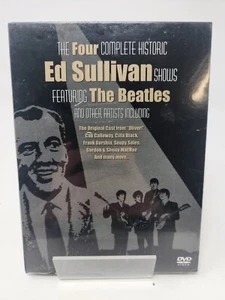 THE Four COMPLETE HISTORIC
Ed Sullivan SHOWS
FEATURING The Beatles
AND OTHER ARTISTS INCLUDING
The Original Cast from "Oliver"
Cab Calloway, Cilla Black,
Frank Gorshin, Soupy Sales,
Gordon & Sheila MacRae
And many more.
DVD